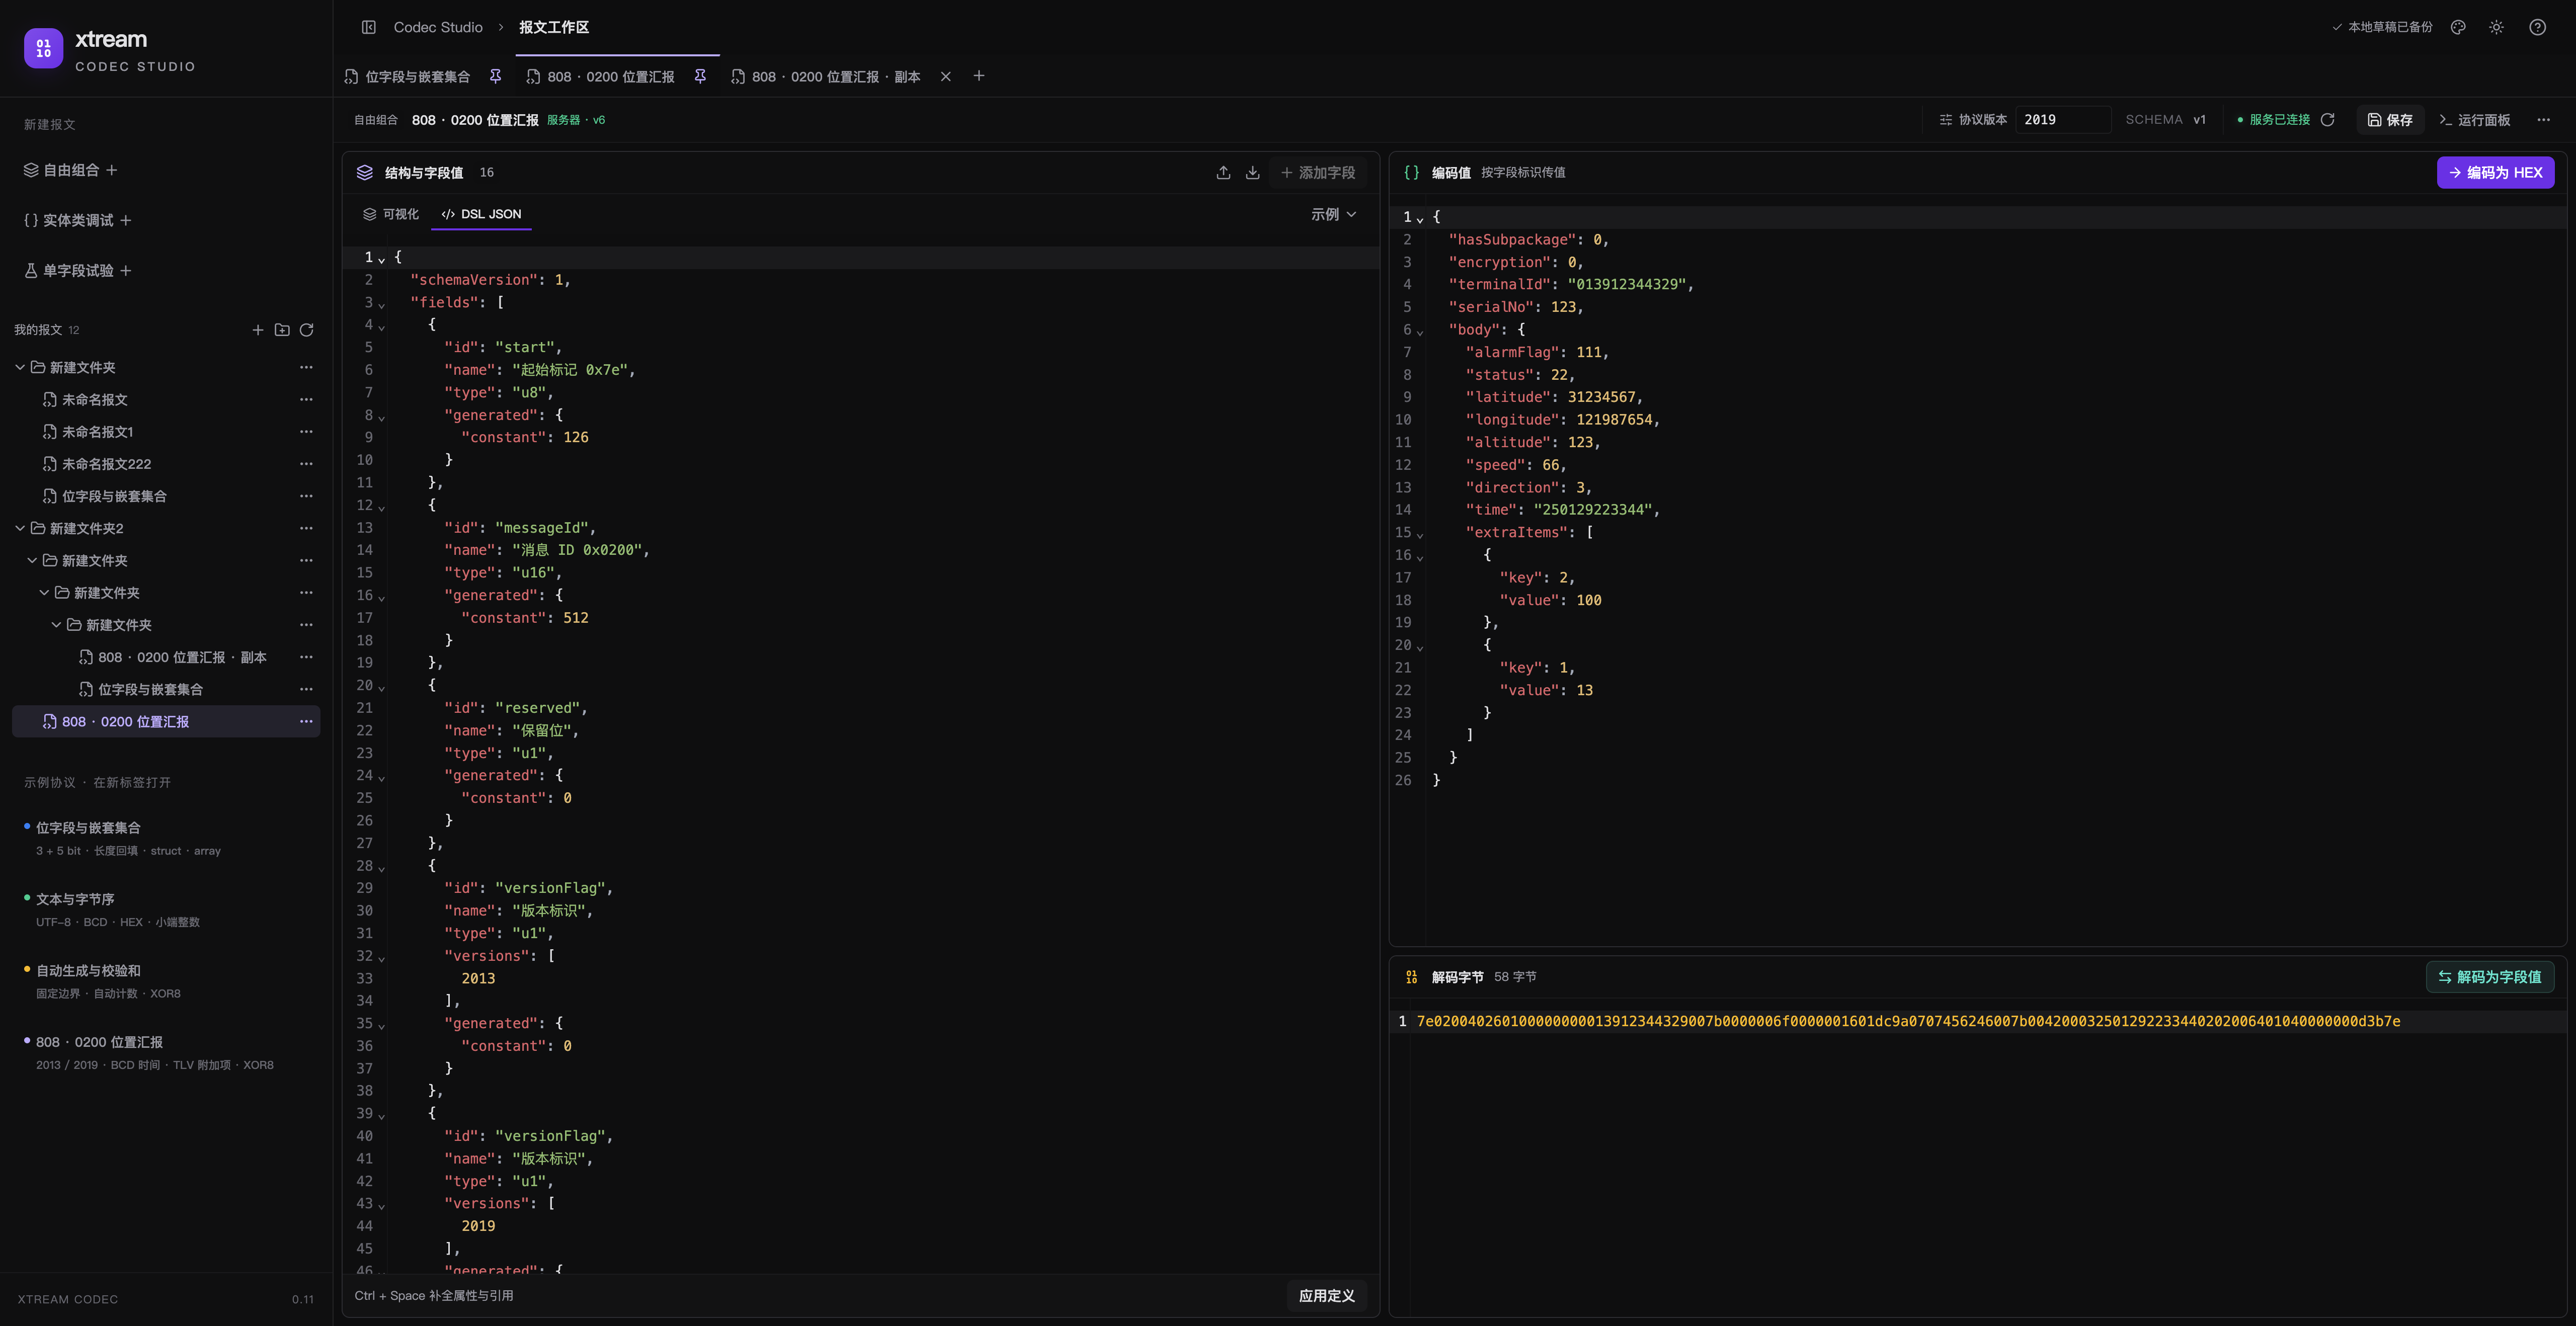 xtream
CODEC STUDIO
新建报文
自由组合
实体类调试
单字段试验
我的报文 12
新建文件夹
未命名报文
未命名报文1
未命名报文222
位字段与嵌套集合
新建文件夹2
新建文件夹
新建文件夹
新建文件夹
808 · 0200 位置汇报 · 副本
位字段与嵌套集合
808 · 0200 位置汇报
示例协议 · 在新标签打开
位字段与嵌套集合
3 + 5 bit · 长度回填 · struct · array
文本与字节序
UTF-8 · BCD · HEX · 小端整数
自动生成与校验和
固定边界 · 自动计数 · XOR8
808 · 0200 位置汇报
2013 / 2019 · BCD 时间 · TLV 附加项 · XOR8
XTREAM CODEC 0.11
Codec Studio › 报文工作区
本地草稿已备份
位字段与嵌套集合 808 · 0200 位置汇报 808 · 0200 位置汇报 · 副本
自由组合 808 · 0200 位置汇报 服务器 · v6
协议版本 2019 SCHEMA v1 服务已连接 保存 运行面板
结构与字段值 16 添加字段
可视化 DSL JSON 示例
1 {
2 "schemaVersion": 1,
3 "fields": [
4 {
5 "id": "start",
6 "name": "起始标记 0x7e",
7 "type": "u8",
8 "generated": {
9 "constant": 126
10 }
11 },
12 {
13 "id": "messageId",
14 "name": "消息 ID 0x0200",
15 "type": "u16",
16 "generated": {
17 "constant": 512
18 }
19 },
20 {
21 "id": "reserved",
22 "name": "保留位",
23 "type": "u1",
24 "generated": {
25 "constant": 0
26 }
27 },
28 {
29 "id": "versionFlag",
30 "name": "版本标识",
31 "type": "u1",
32 "versions": [
33 2013
34 ],
35 "generated": {
36 "constant": 0
37 }
38 },
39 {
40 "id": "versionFlag",
41 "name": "版本标识",
42 "type": "u1",
43 "versions": [
44 2019
45 ],
46 "generated": {
Ctrl + Space 补全属性与引用 应用定义
{} 编码值 按字段标识传值 编码为 HEX
1 {
2 "hasSubpackage": 0,
3 "encryption": 0,
4 "terminalId": "013912344329",
5 "serialNo": 123,
6 "body": {
7 "alarmFlag": 111,
8 "status": 22,
9 "latitude": 31234567,
10 "longitude": 121987654,
11 "altitude": 123,
12 "speed": 66,
13 "direction": 3,
14 "time": "250129223344",
15 "extraItems": [
16 {
17 "key": 2,
18 "value": 100
19 },
20 {
21 "key": 1,
22 "value": 13
23 }
24 ]
25 }
26 }
解码字节 58 字节 解码为字段值
1 7e02004026010000000000139123443290​07b0000006f0000001601dc9a0707456246007b0042000325012922334402020064010400​00000d3b7e